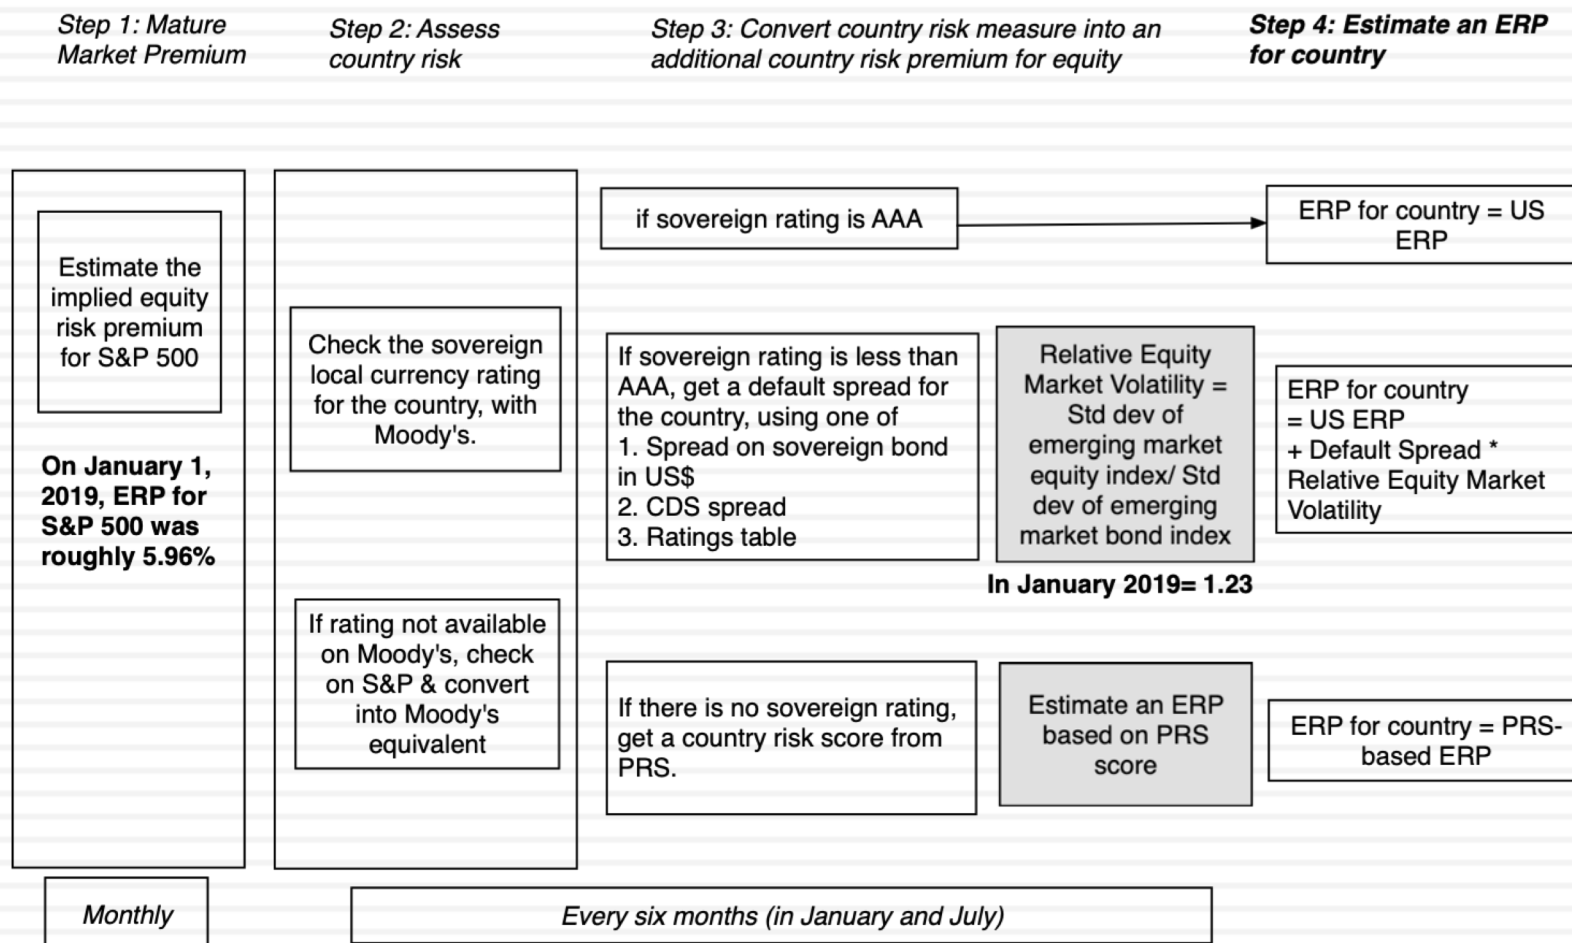 Step 1: Mature
Market Premium
Step 2: Assess
country risk
Step 3: Convert country risk measure into an
additional country risk premium for equity
Step 4: Estimate an ERP
for country
Estimate the
implied equity
risk premium
for S&P 500
On January 1,
2019, ERP for
S&P 500 was
roughly 5.96%
Check the sovereign
local currency rating
for the country, with
Moody's.
If rating not available
on Moody's, check
on S&P & convert
into Moody's
equivalent
if sovereign rating is AAA
ERP for country = US
ERP
If sovereign rating is less than
AAA, get a default spread for
the country, using one of
1. Spread on sovereign bond
in US$
2. CDS spread
3. Ratings table
Relative Equity
Market Volatility =
Std dev of
emerging market
equity index/ Std
dev of emerging
market bond index
In January 2019= 1.23
ERP for country
= US ERP
+ Default Spread *
Relative Equity Market
Volatility
If there is no sovereign rating,
get a country risk score from
PRS.
Estimate an ERP
based on PRS
score
ERP for country = PRS-
based ERP
Monthly
Every six months (in January and July)